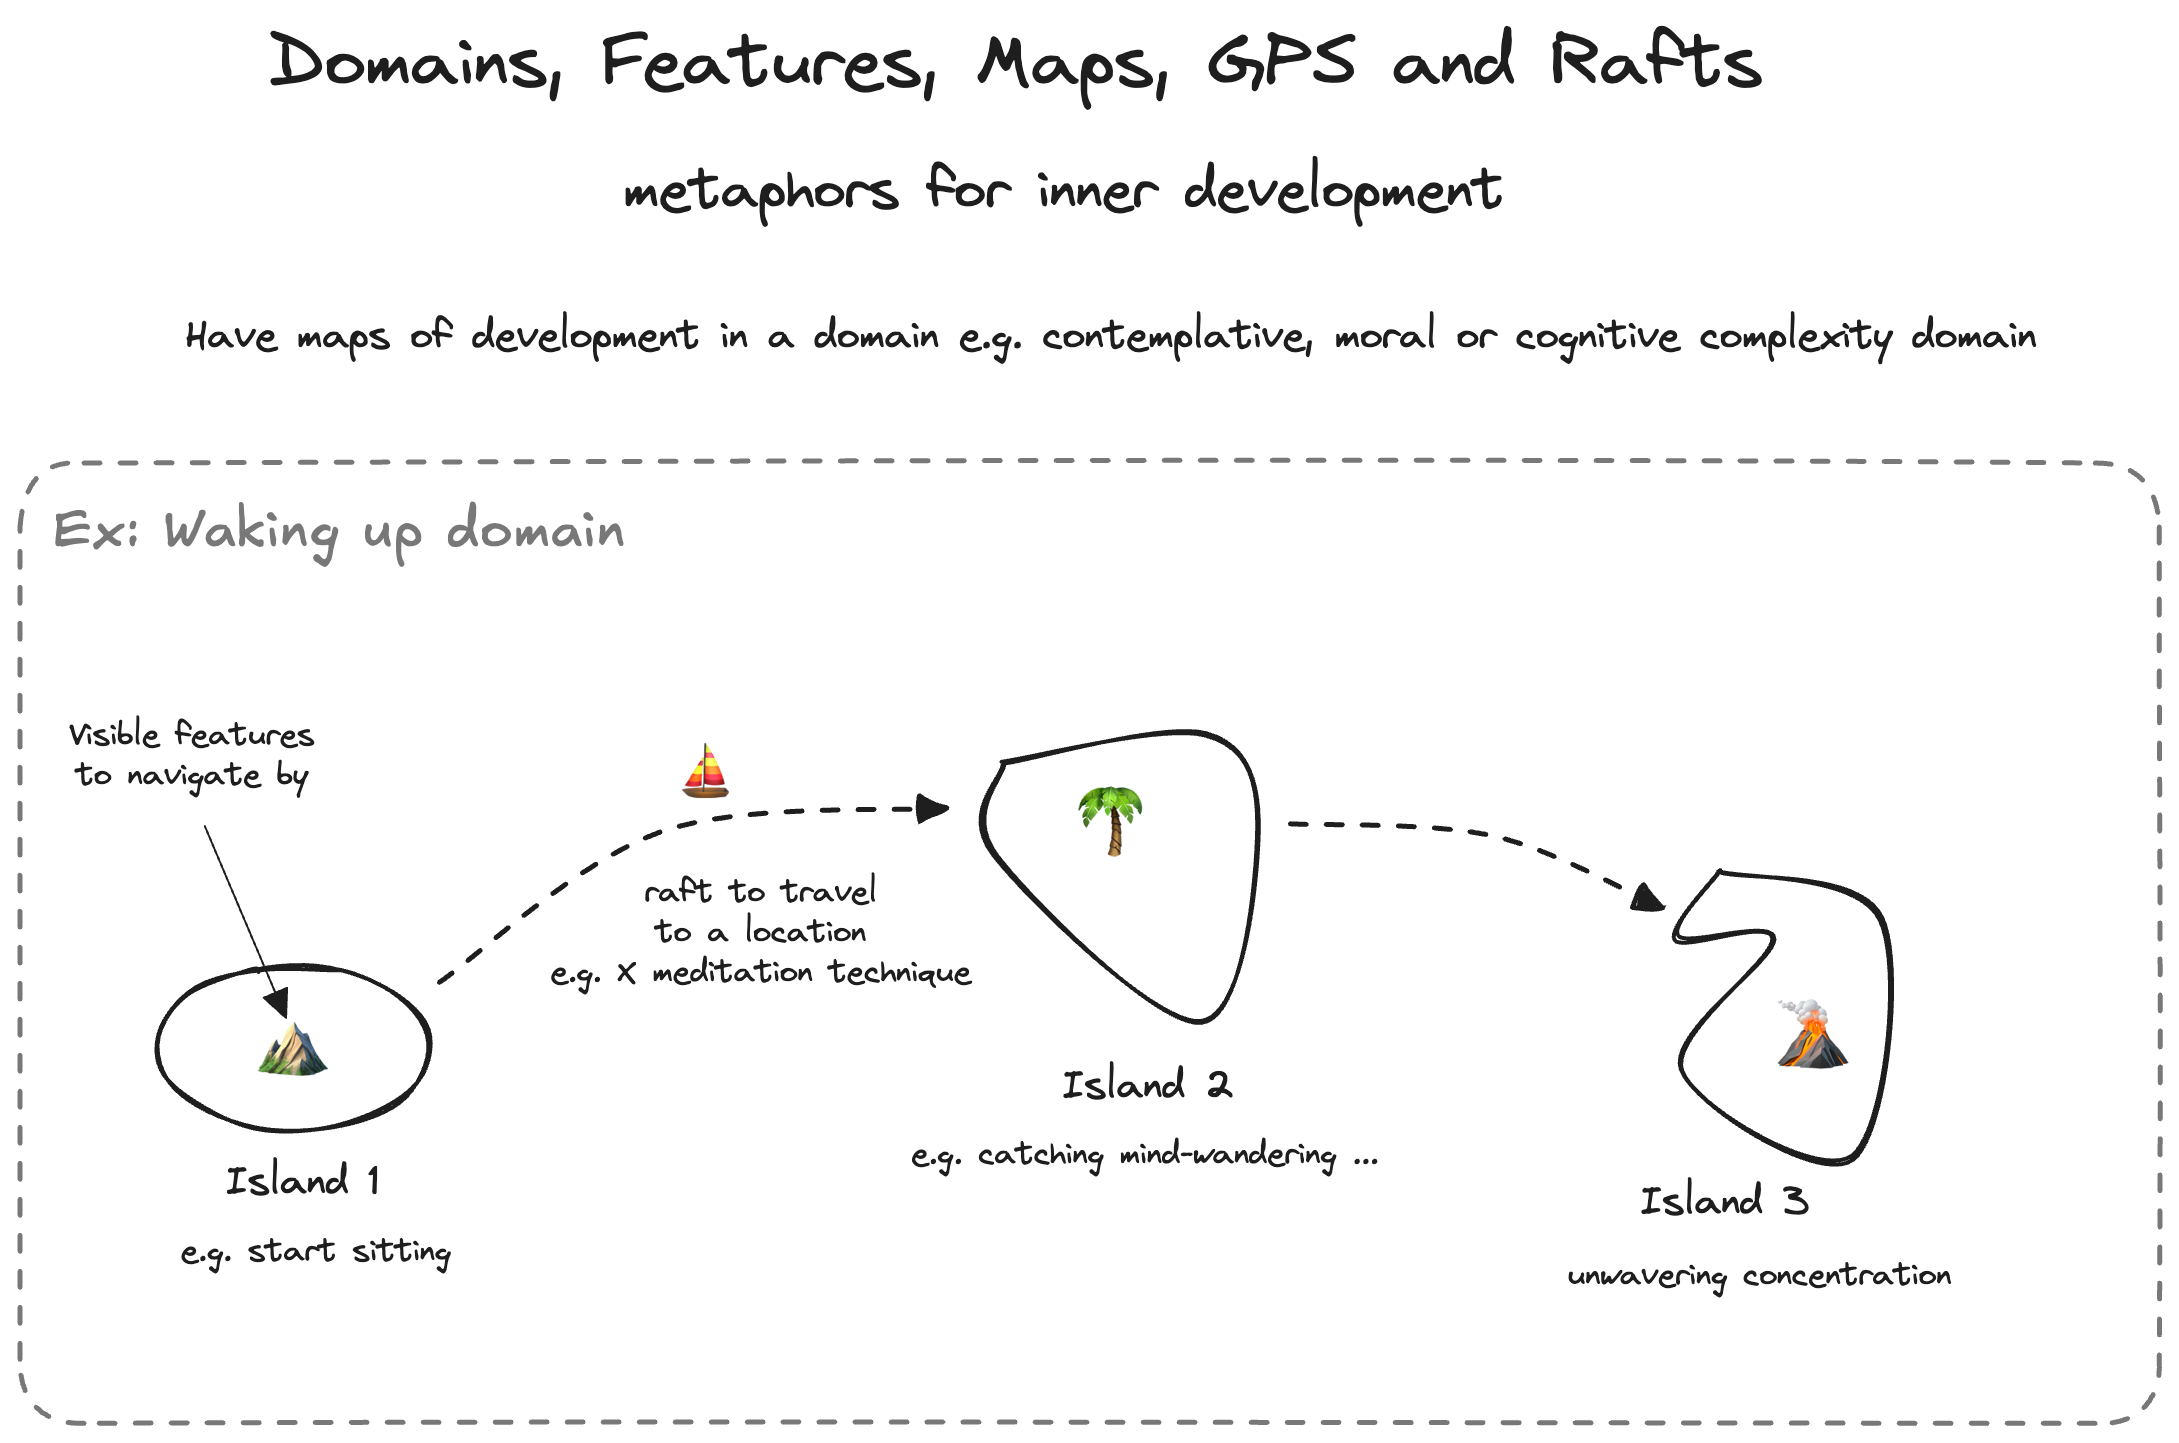 Domains, Features, Maps, GPS and Rafts
metaphors for inner development
Have maps of development in a domain e.g. contemplative, moral or cognitive complexity domain
Ex: Waking up domain
Visible features
to navigate by
raft to travel
to a location
e.g. X meditation technique
Island 1
e.g. start sitting
Island 2
e.g. catching mind-wandering ...
Island 3
unwavering concentration